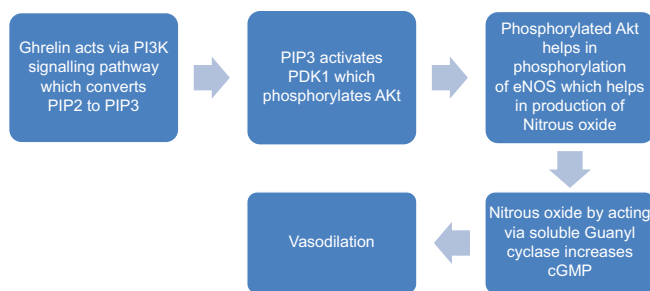 Ghrelin acts via PI3K
signalling pathway
which converts
PIP2 to PIP3
PIP3 activates
PDK1 which
phosphorylates AKt
Phosphorylated Akt
helps in
phosphorylation
of eNOS which helps
in production of
Nitrous oxide
Nitrous oxide by acting
via soluble Guanyl
cyclase increases
cGMP
Vasodilation